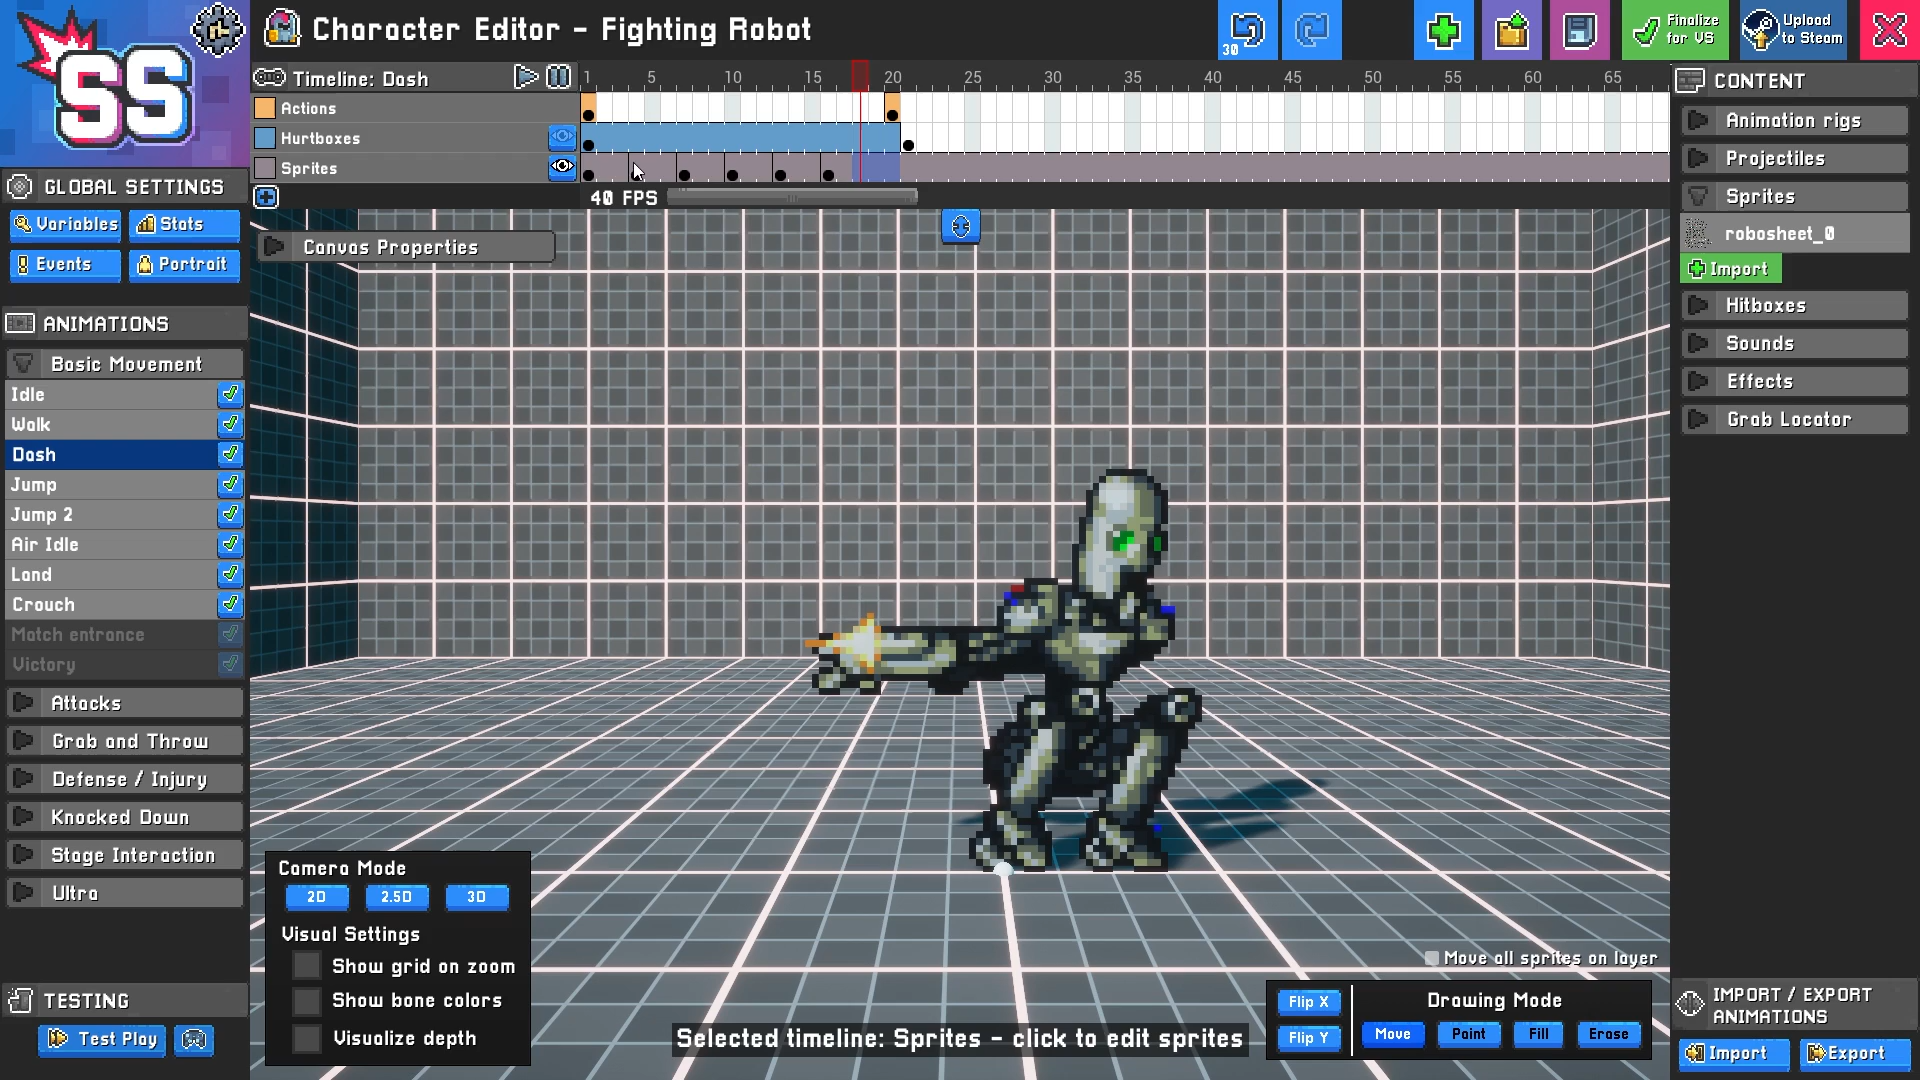 SS
Character Editor - Fighting Robot
30
Finalize for VS
Upload to Steam
Timeline: Dash
1 5 10 15 20 25 30 35 40 45 50 55 60 65
Actions
Hurtboxes
Sprites
40 FPS
Canvas Properties
GLOBAL SETTINGS
Variables
Stats
Events
Portrait
ANIMATIONS
Basic Movement
Idle
Walk
Dash
Jump
Jump 2
Air Idle
Land
Crouch
Match entrance
Victory
Attacks
Grab and Throw
Defense / Injury
Knocked Down
Stage Interaction
Ultra
TESTING
Test Play
Camera Mode
2D 2.5D 3D
Visual Settings
Show grid on zoom
Show bone colors
Visualize depth
Selected timeline: Sprites - click to edit sprites
Move all sprites on layer
Flip X
Flip Y
Drawing Mode
Move Paint Fill Erase
CONTENT
Animation rigs
Projectiles
Sprites
robosheet_0
Import
Hitboxes
Sounds
Effects
Grab Locator
IMPORT / EXPORT
ANIMATIONS
Import Export